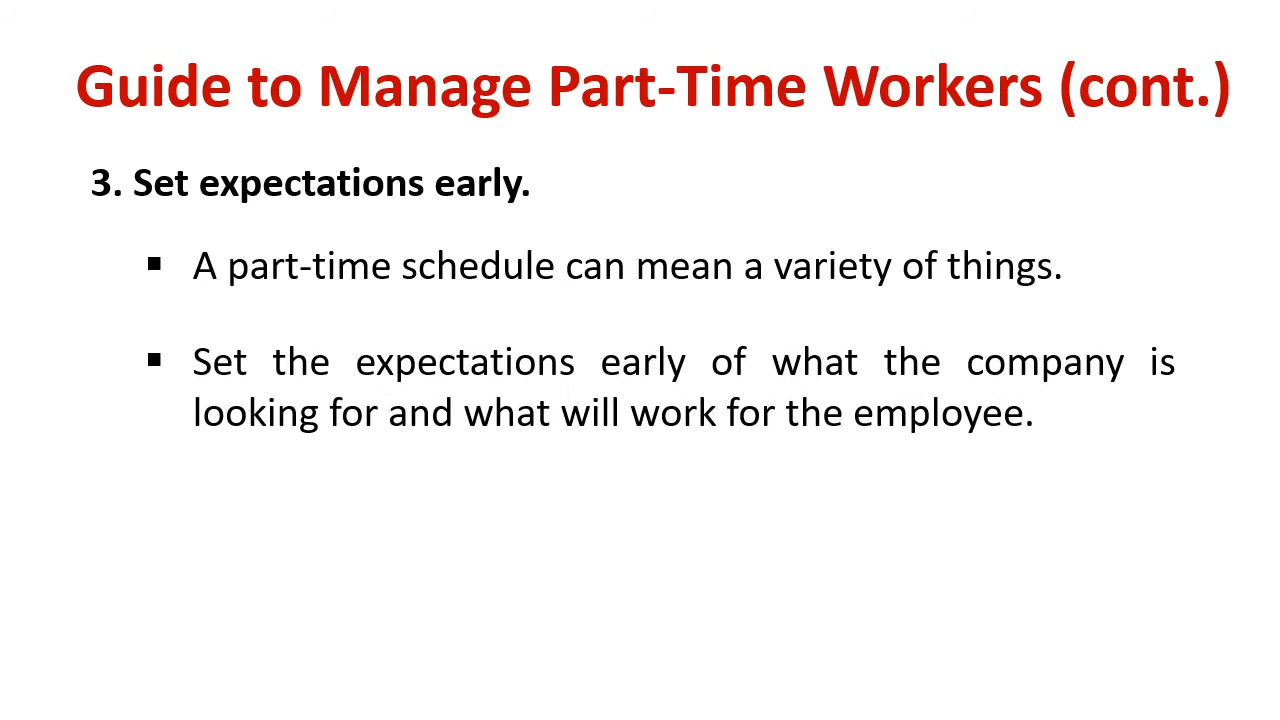 Guide to Manage Part-Time Workers (cont.)
3. Set expectations early.
▪ A part-time schedule can mean a variety of things.
▪ Set the expectations early of what the company is
looking for and what will work for the employee.